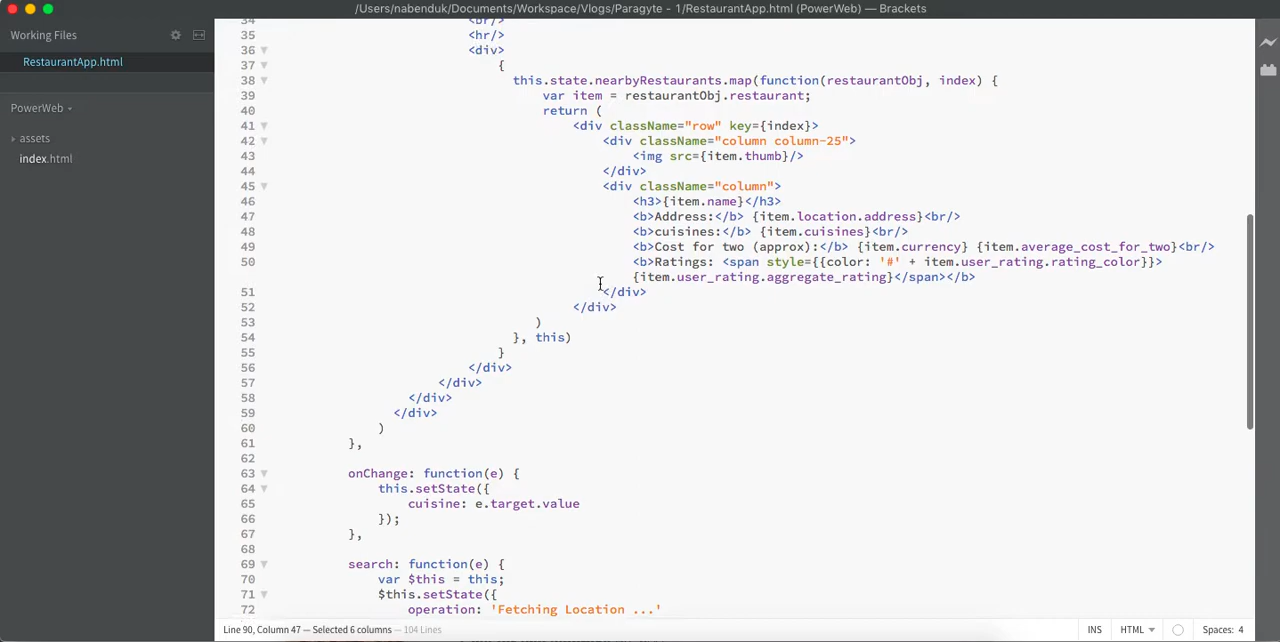 /Users/nabenduk/Documents/Workspace/Vlogs/Paragyte - 1/RestaurantApp.html (PowerWeb) — Brackets
Working Files
RestaurantApp.html
PowerWeb
assets
index.html
34 <br/>
35 <hr/>
36 <div>
37 {
38 this.state.nearbyRestaurants.map(function(restaurantObj, index) {
39 var item = restaurantObj.restaurant;
40 return (
41 <div className="row" key={index}>
42 <div className="column column-25">
43 <img src={item.thumb}/>
44 </div>
45 <div className="column">
46 <h3>{item.name}</h3>
47 <b>Address:</b> {item.location.address}<br/>
48 <b>cuisines:</b> {item.cuisines}<br/>
49 <b>Cost for two (approx):</b> {item.currency} {item.average_cost_for_two}<br/>
50 <b>Ratings: <span style={{color: '#' + item.user_rating.rating_color}}>
{item.user_rating.aggregate_rating}</span></b>
51 </div>
52 </div>
53 )
54 }, this)
55 }
56 </div>
57 </div>
58 </div>
59 </div>
60 )
61 },
62
63 onChange: function(e) {
64 this.setState({
65 cuisine: e.target.value
66 });
67 },
68
69 search: function(e) {
70 var $this = this;
71 $this.setState({
72 operation: 'Fetching Location ...'
Line 90, Column 47 — Selected 6 columns — 104 Lines
INS
HTML
Spaces: 4